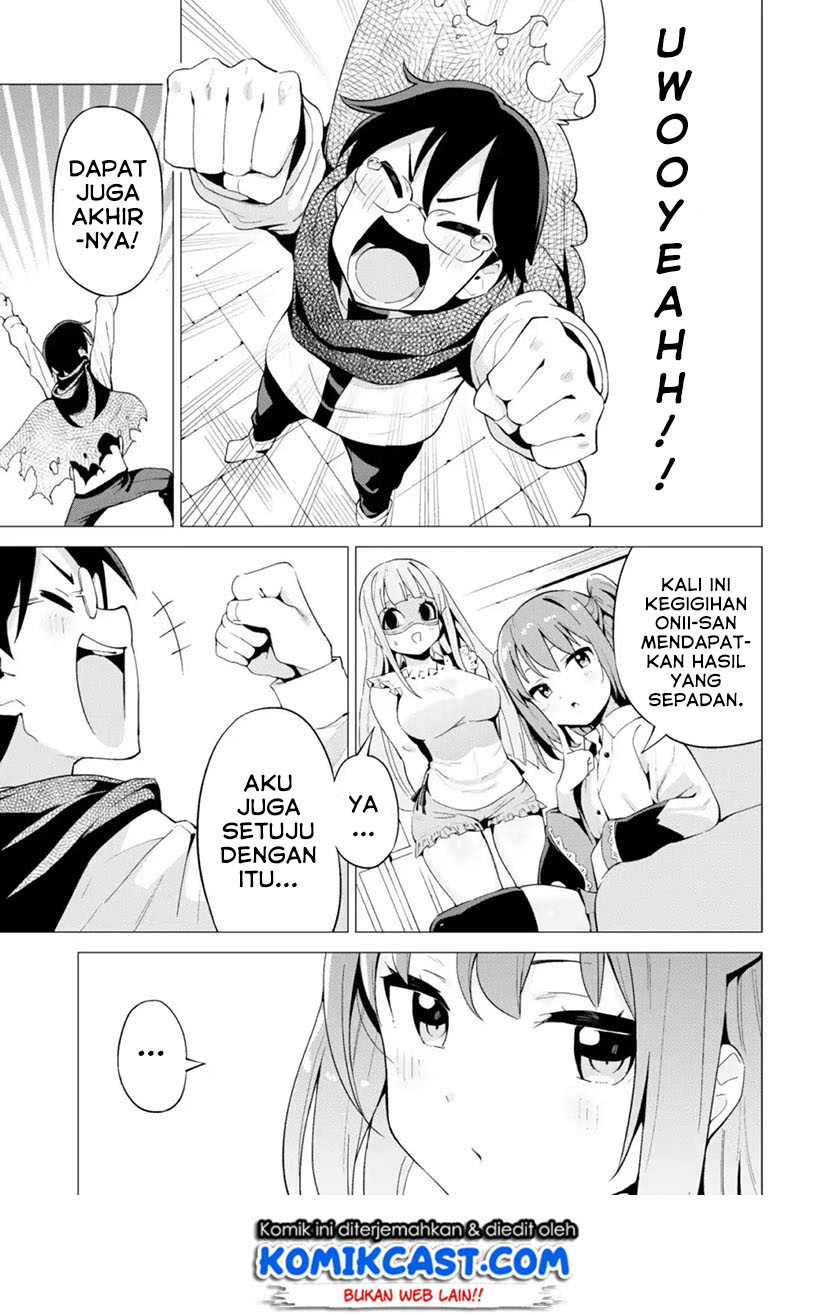 UWOOYEAHH!!
DAPAT
JUGA
AKHIR
-NYA!
KALI INI
KEGIGIHAN
ONII-SAN
MENDAPAT-
KAN HASIL
YANG
SEPADAN.
YA
...
AKU
JUGA
SETUJU
DENGAN
ITU...
...
Komik ini diterjemahkan & diedit oleh
KOMIKCAST.COM
BUKAN WEB LAIN!!